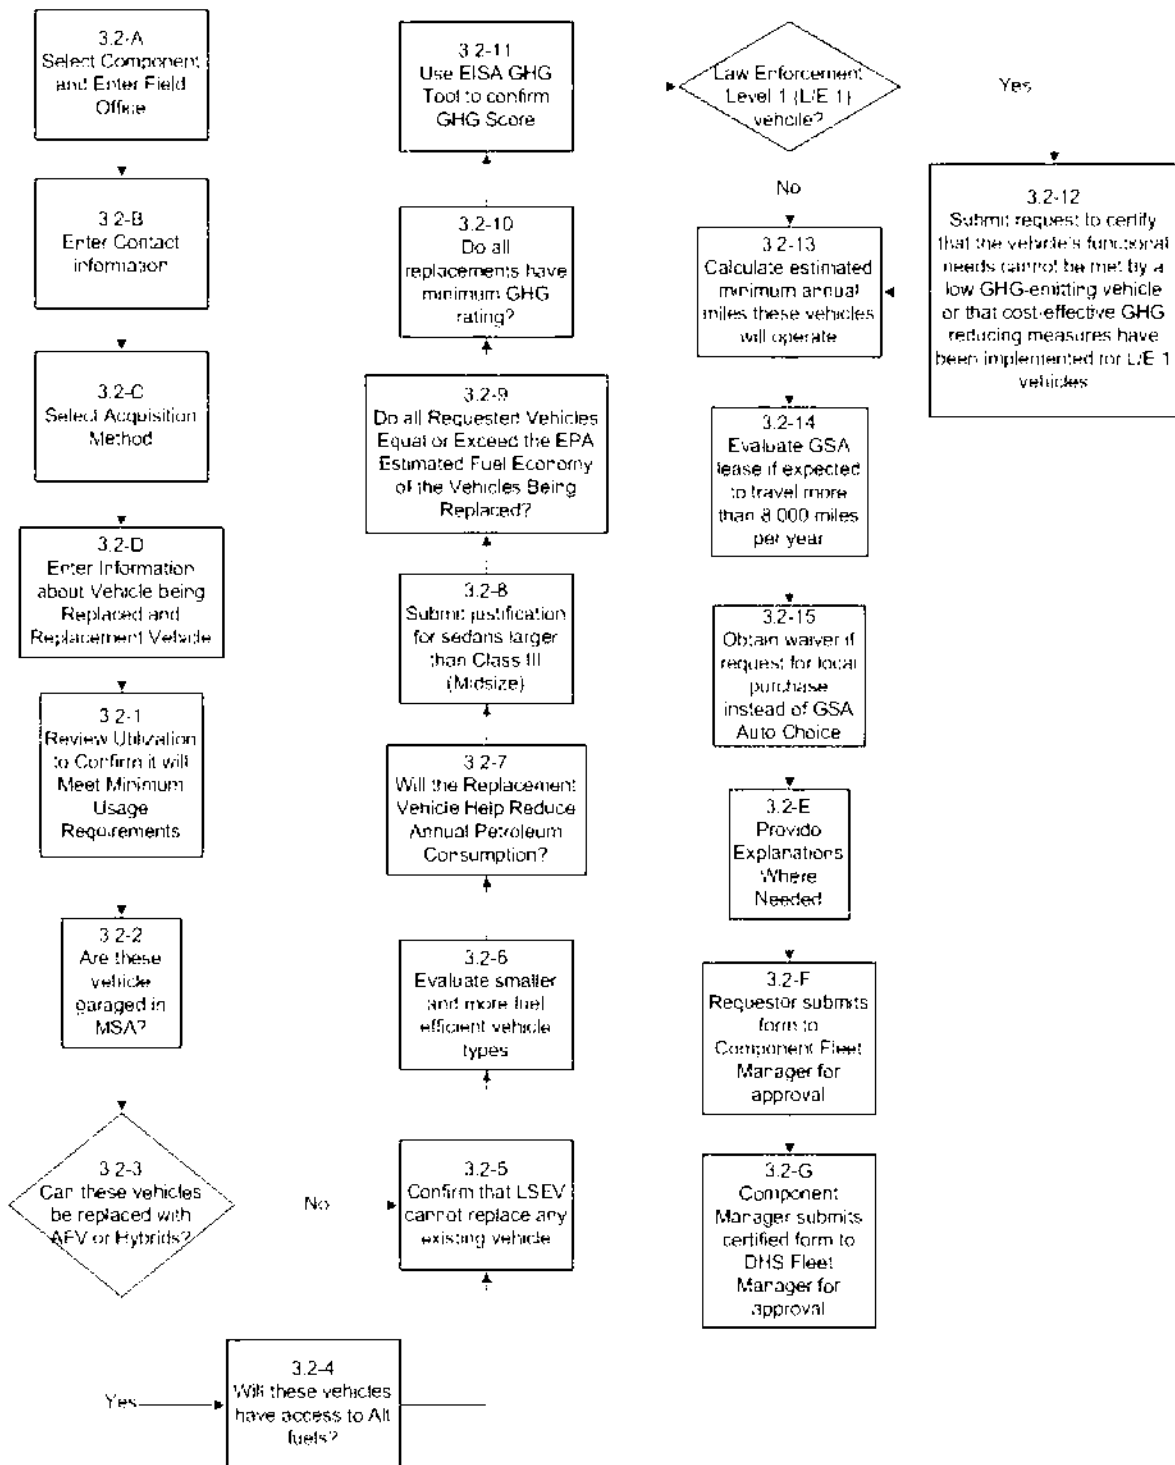 3.2-A
Select Component
and Enter Field
Office
3.2-B
Enter Contact
information
3.2-C
Select Acquisition
Method
3.2-D
Enter Information
about Vehicle being
Replaced and
Replacement Vehicle
3.2-1
Review Utilization
to Confirm it will
Meet Minimum
Usage
Requirements
3.2-2
Are these
vehicle
garaged in
MSA?
3.2-3
Can these vehicles
be replaced with
AFV or Hybrids?
No
Yes
3.2-4
Will these vehicles
have access to Alt
fuels?
3.2-5
Confirm that LSEV
cannot replace any
existing vehicle
3.2-6
Evaluate smaller
and more fuel
efficient vehicle
types
3.2-7
Will the Replacement
Vehicle Help Reduce
Annual Petroleum
Consumption?
3.2-8
Submit justification
for sedans larger
than Class III
(Midsize)
3.2-9
Do all Requested Vehicles
Equal or Exceed the EPA
Estimated Fuel Economy
of the Vehicles Being
Replaced?
3.2-10
Do all
replacements have
minimum GHG
rating?
3.2-11
Use EISA GHG
Tool to confirm
GHG Score
Law Enforcement
Level 1 (L/E 1)
vehcile?
Yes
No
3.2-12
Submit request to certify
that the vehicle's functional
needs cannot be met by a
low GHG-emitting vehicle
or that cost-effective GHG
reducing measures have
been implemented for L/E 1
vehicles
3.2-13
Calculate estimated
minimum annual
miles these vehicles
will operate
3.2-14
Evaluate GSA
lease if expected
to travel more
than 8,000 miles
per year
3.2-15
Obtain waiver if
request for local
purchase
instead of GSA
Auto Choice
3.2-E
Provide
Explanations
Where
Needed
3.2-F
Requestor submits
form to
Component Fleet
Manager for
approval
3.2-G
Component
Manager submits
certified form to
DHS Fleet
Manager for
approval